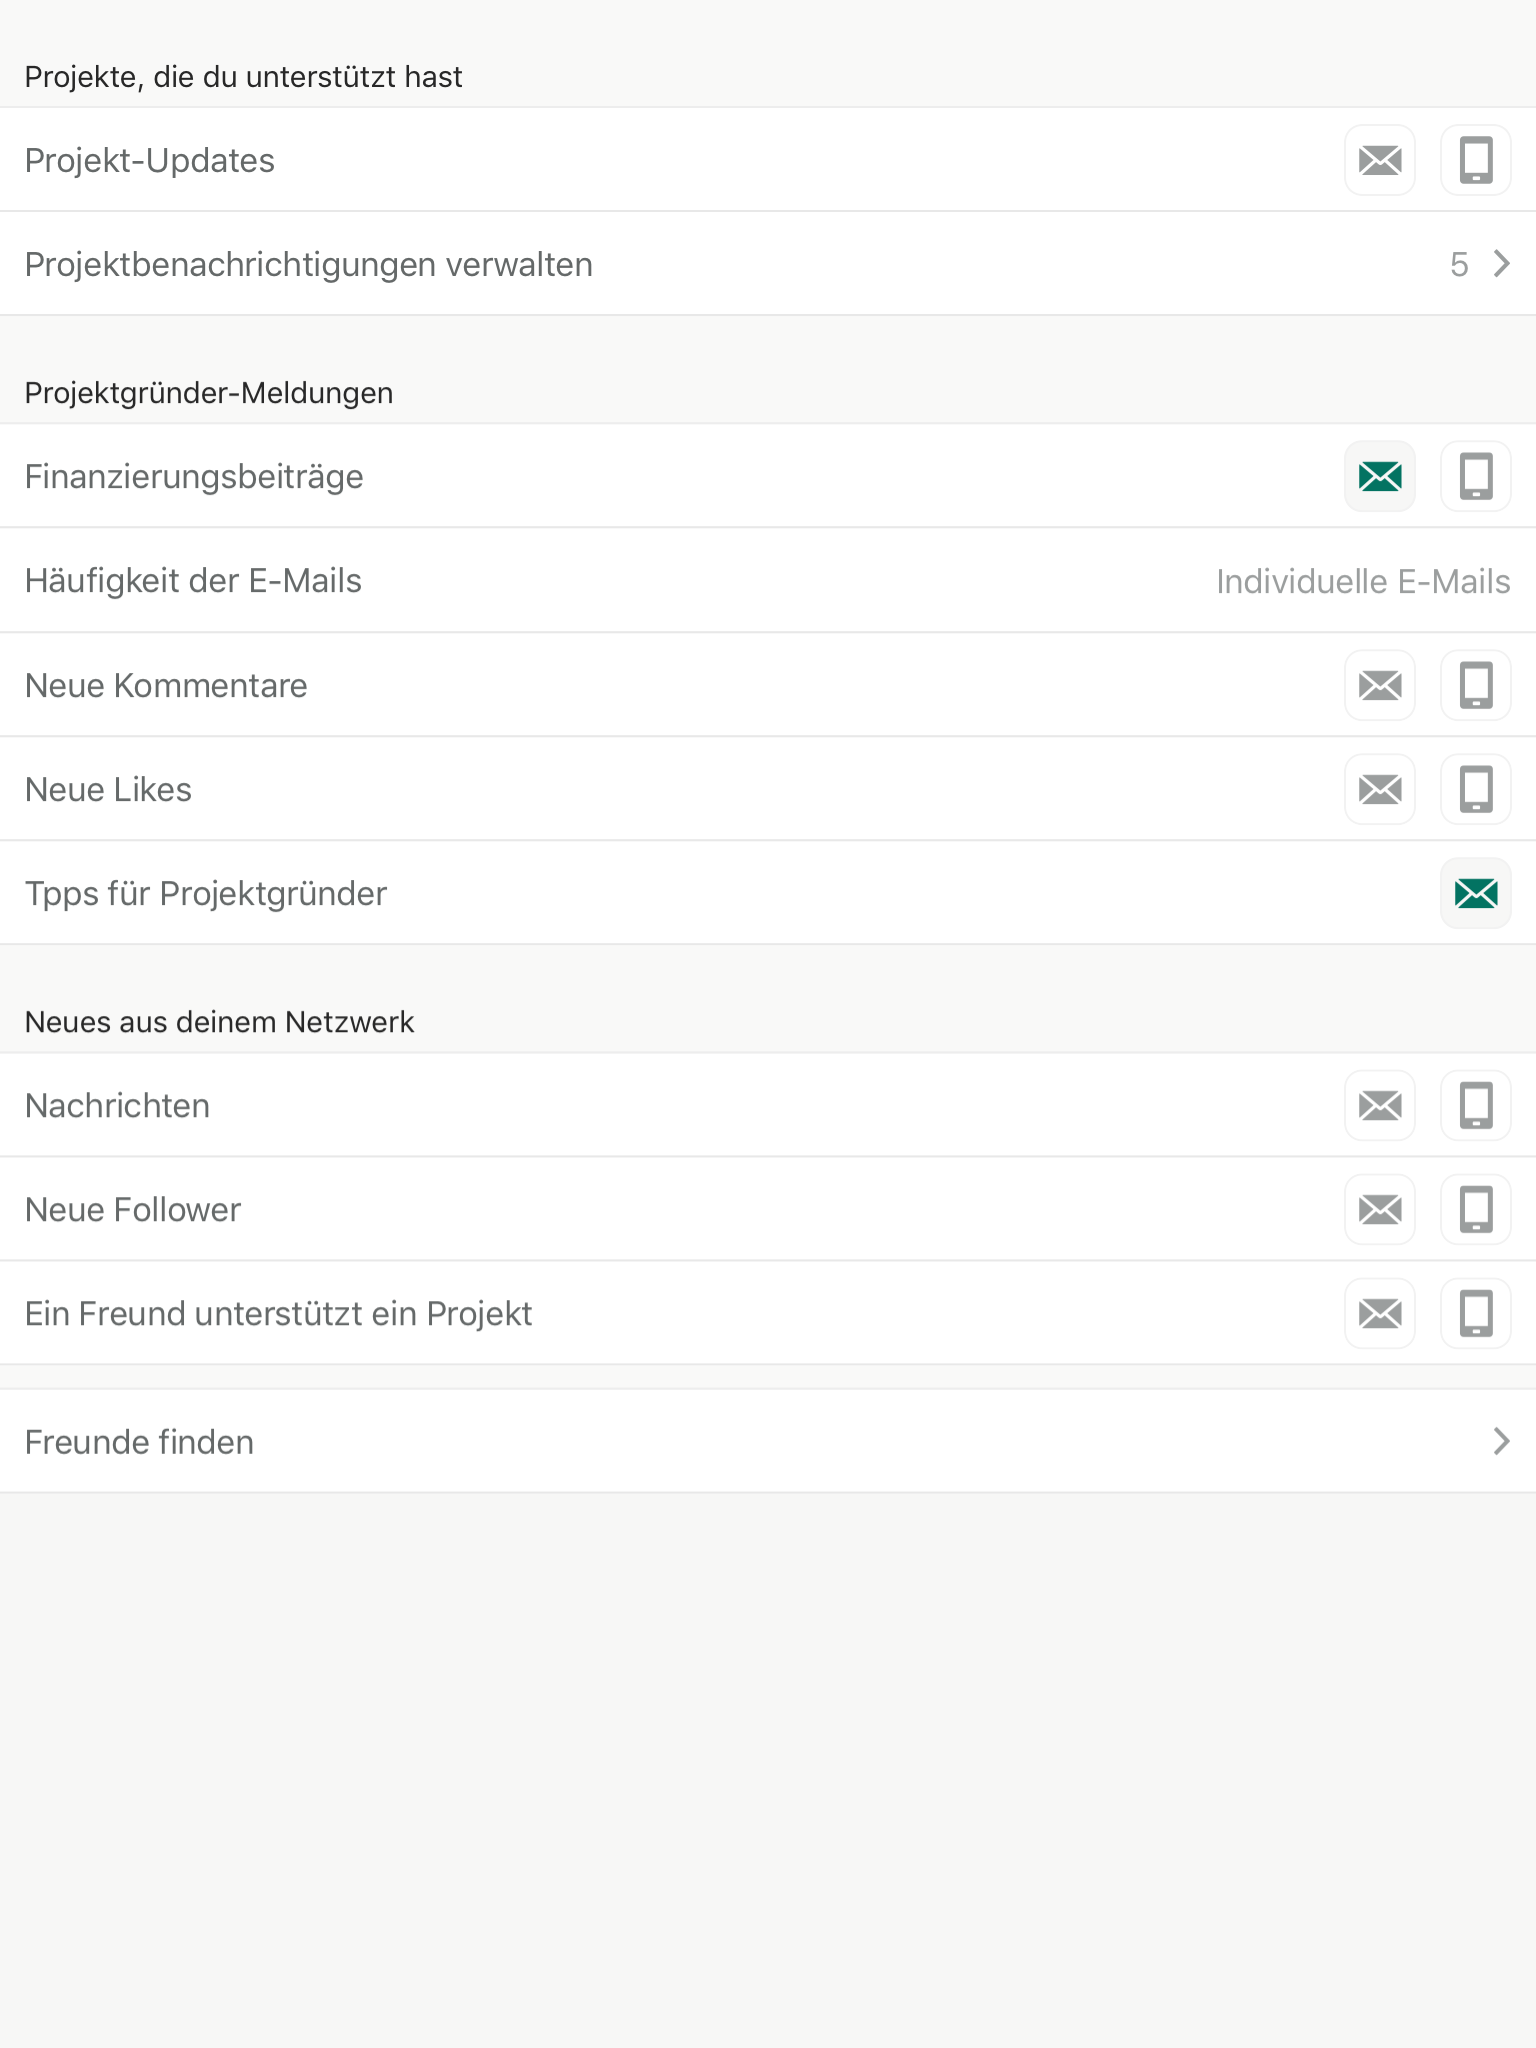 Projekte, die du unterstützt hast
Projekt-Updates
Projektbenachrichtigungen verwalten 5
Projektgründer-Meldungen
Finanzierungsbeiträge
Häufigkeit der E-Mails Individuelle E-Mails
Neue Kommentare
Neue Likes
Tpps für Projektgründer
Neues aus deinem Netzwerk
Nachrichten
Neue Follower
Ein Freund unterstützt ein Projekt
Freunde finden